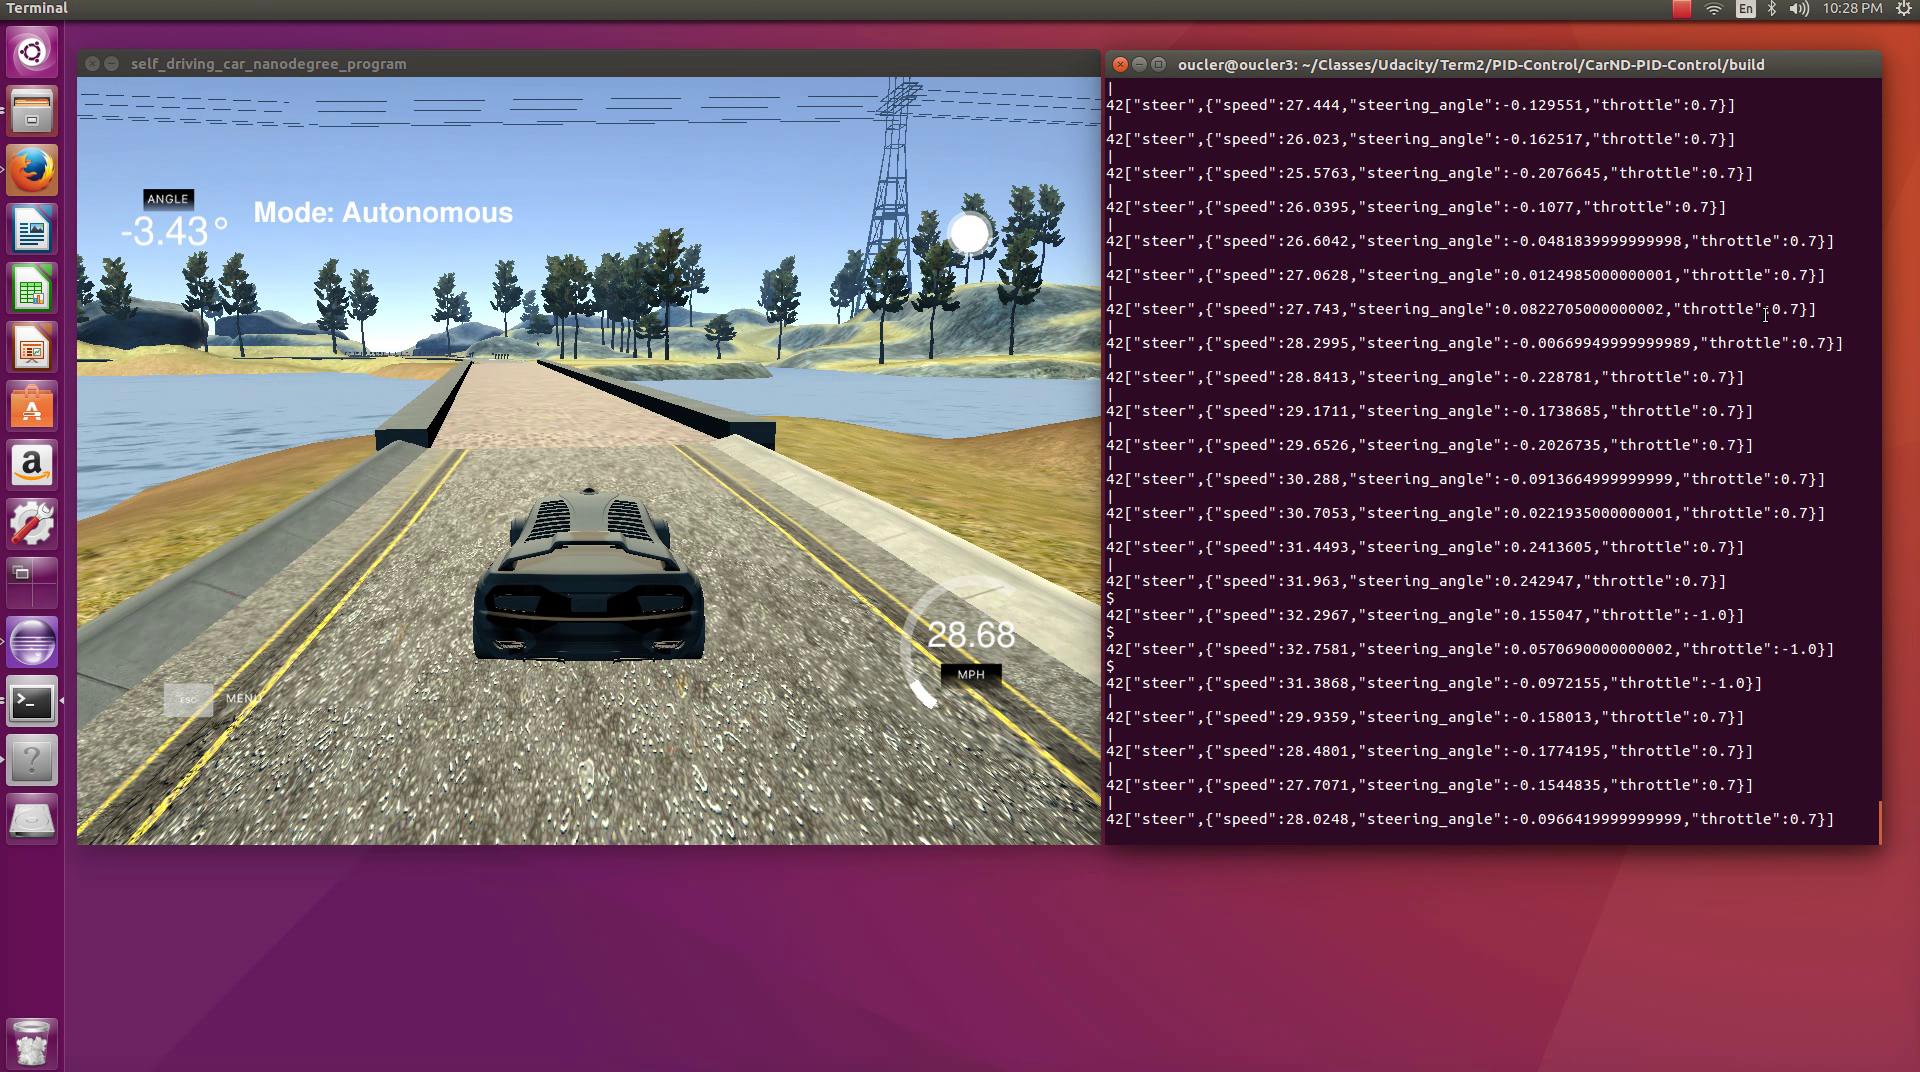 Terminal
En
10:28 PM
self_driving_car_nanodegree_program
ANGLE
-3.43°
Mode: Autonomous
28.68
MPH
ESC
MENU
oucler@oucler3: ~/Classes/Udacity/Term2/PID-Control/CarND-PID-Control/build
|
42["steer",{"speed":27.444,"steering_angle":-0.129551,"throttle":0.7}]
|
42["steer",{"speed":26.023,"steering_angle":-0.162517,"throttle":0.7}]
|
42["steer",{"speed":25.5763,"steering_angle":-0.2076645,"throttle":0.7}]
|
42["steer",{"speed":26.0395,"steering_angle":-0.1077,"throttle":0.7}]
|
42["steer",{"speed":26.6042,"steering_angle":-0.0481839999999998,"throttle":0.7}]
|
42["steer",{"speed":27.0628,"steering_angle":0.0124985000000001,"throttle":0.7}]
|
42["steer",{"speed":27.743,"steering_angle":0.0822705000000002,"throttle":0.7}]
|
42["steer",{"speed":28.2995,"steering_angle":-0.00669949999999989,"throttle":0.7}]
|
42["steer",{"speed":28.8413,"steering_angle":-0.228781,"throttle":0.7}]
|
42["steer",{"speed":29.1711,"steering_angle":-0.1738685,"throttle":0.7}]
|
42["steer",{"speed":29.6526,"steering_angle":-0.2026735,"throttle":0.7}]
|
42["steer",{"speed":30.288,"steering_angle":-0.0913664999999999,"throttle":0.7}]
|
42["steer",{"speed":30.7053,"steering_angle":0.0221935000000001,"throttle":0.7}]
|
42["steer",{"speed":31.4493,"steering_angle":0.2413605,"throttle":0.7}]
|
42["steer",{"speed":31.963,"steering_angle":0.242947,"throttle":0.7}]
$
42["steer",{"speed":32.2967,"steering_angle":0.155047,"throttle":-1.0}]
$
42["steer",{"speed":32.7581,"steering_angle":0.0570690000000002,"throttle":-1.0}]
$
42["steer",{"speed":31.3868,"steering_angle":-0.0972155,"throttle":-1.0}]
|
42["steer",{"speed":29.9359,"steering_angle":-0.158013,"throttle":0.7}]
|
42["steer",{"speed":28.4801,"steering_angle":-0.1774195,"throttle":0.7}]
|
42["steer",{"speed":27.7071,"steering_angle":-0.1544835,"throttle":0.7}]
|
42["steer",{"speed":28.0248,"steering_angle":-0.0966419999999999,"throttle":0.7}]